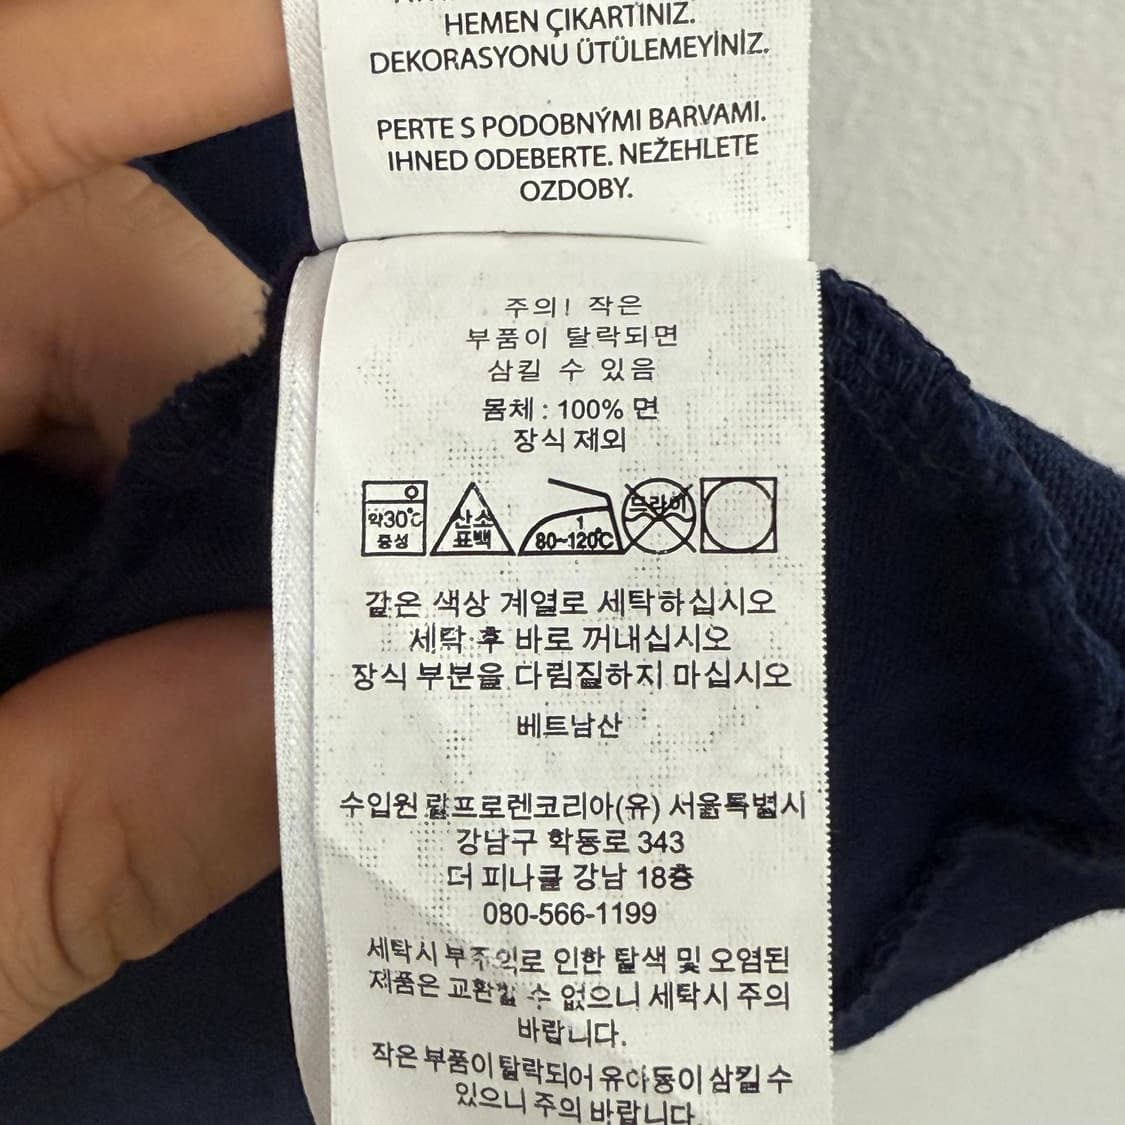 HEMEN ÇIKARTINIZ.
DEKORASYONU ÜTÜLEMEYİNİZ.
PERTE S PODOBNÝMI BARVAMI.
IHNED ODEBERTE. NEŽEHLETE
OZDOBY.
주의! 작은
부품이 탈락되면
삼킬 수 있음
몸체 : 100% 면
장식 제외
약30℃
중성
산소
표백
1
80~120℃
드라이
같은 색상 계열로 세탁하십시오
세탁 후 바로 꺼내십시오
장식 부분을 다림질하지 마십시오
베트남산
수입원 랄프로렌코리아(유) 서울특별시
강남구 학동로 343
더 피나클 강남 18층
080-566-1199
세탁시 부주의로 인한 탈색 및 오염된
제품은 교환할 수 없으니 세탁시 주의
바랍니다.
작은 부품이 탈락되어 유아동이 삼킬 수
있으니 주의 바랍니다.